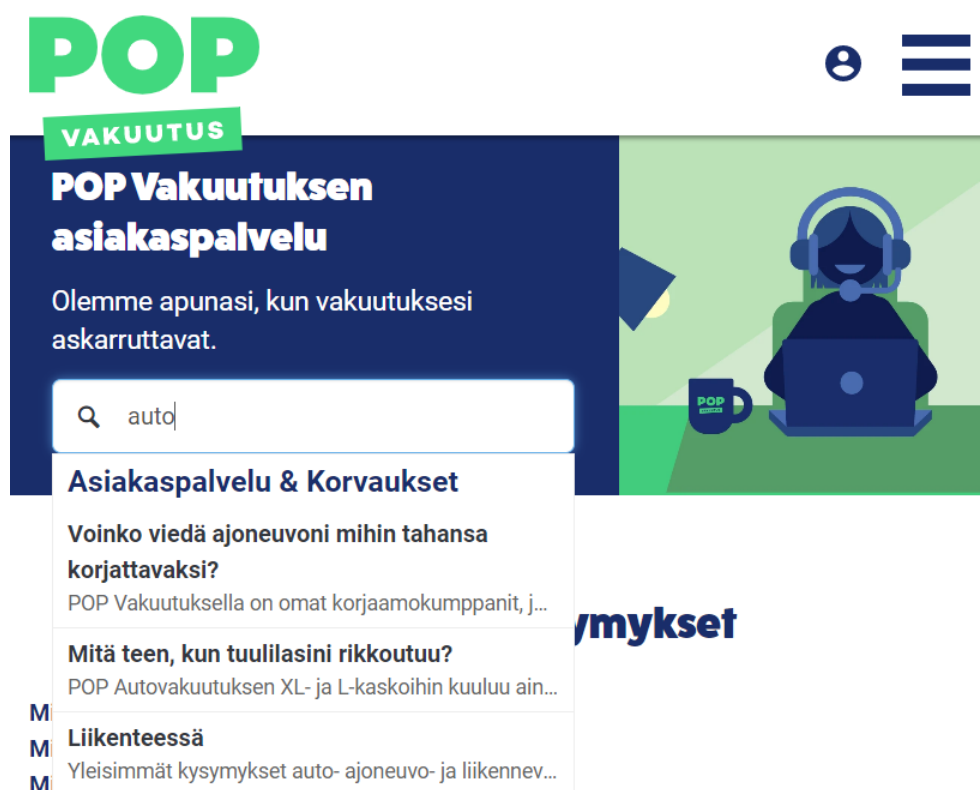 POP
VAKUUTUS
POP Vakuutuksen
asiakaspalvelu
Olemme apunasi, kun vakuutuksesi
askarruttavat.
auto
Asiakaspalvelu & Korvaukset
Voinko viedä ajoneuvoni mihin tahansa
korjattavaksi?
POP Vakuutuksella on omat korjaamokumppanit, j...
ymykset
Mitä teen, kun tuulilasini rikkoutuu?
POP Autovakuutuksen XL- ja L-kaskoihin kuuluu ain...
Liikenteessä
Yleisimmät kysymykset auto- ajoneuvo- ja liikennev...
POP